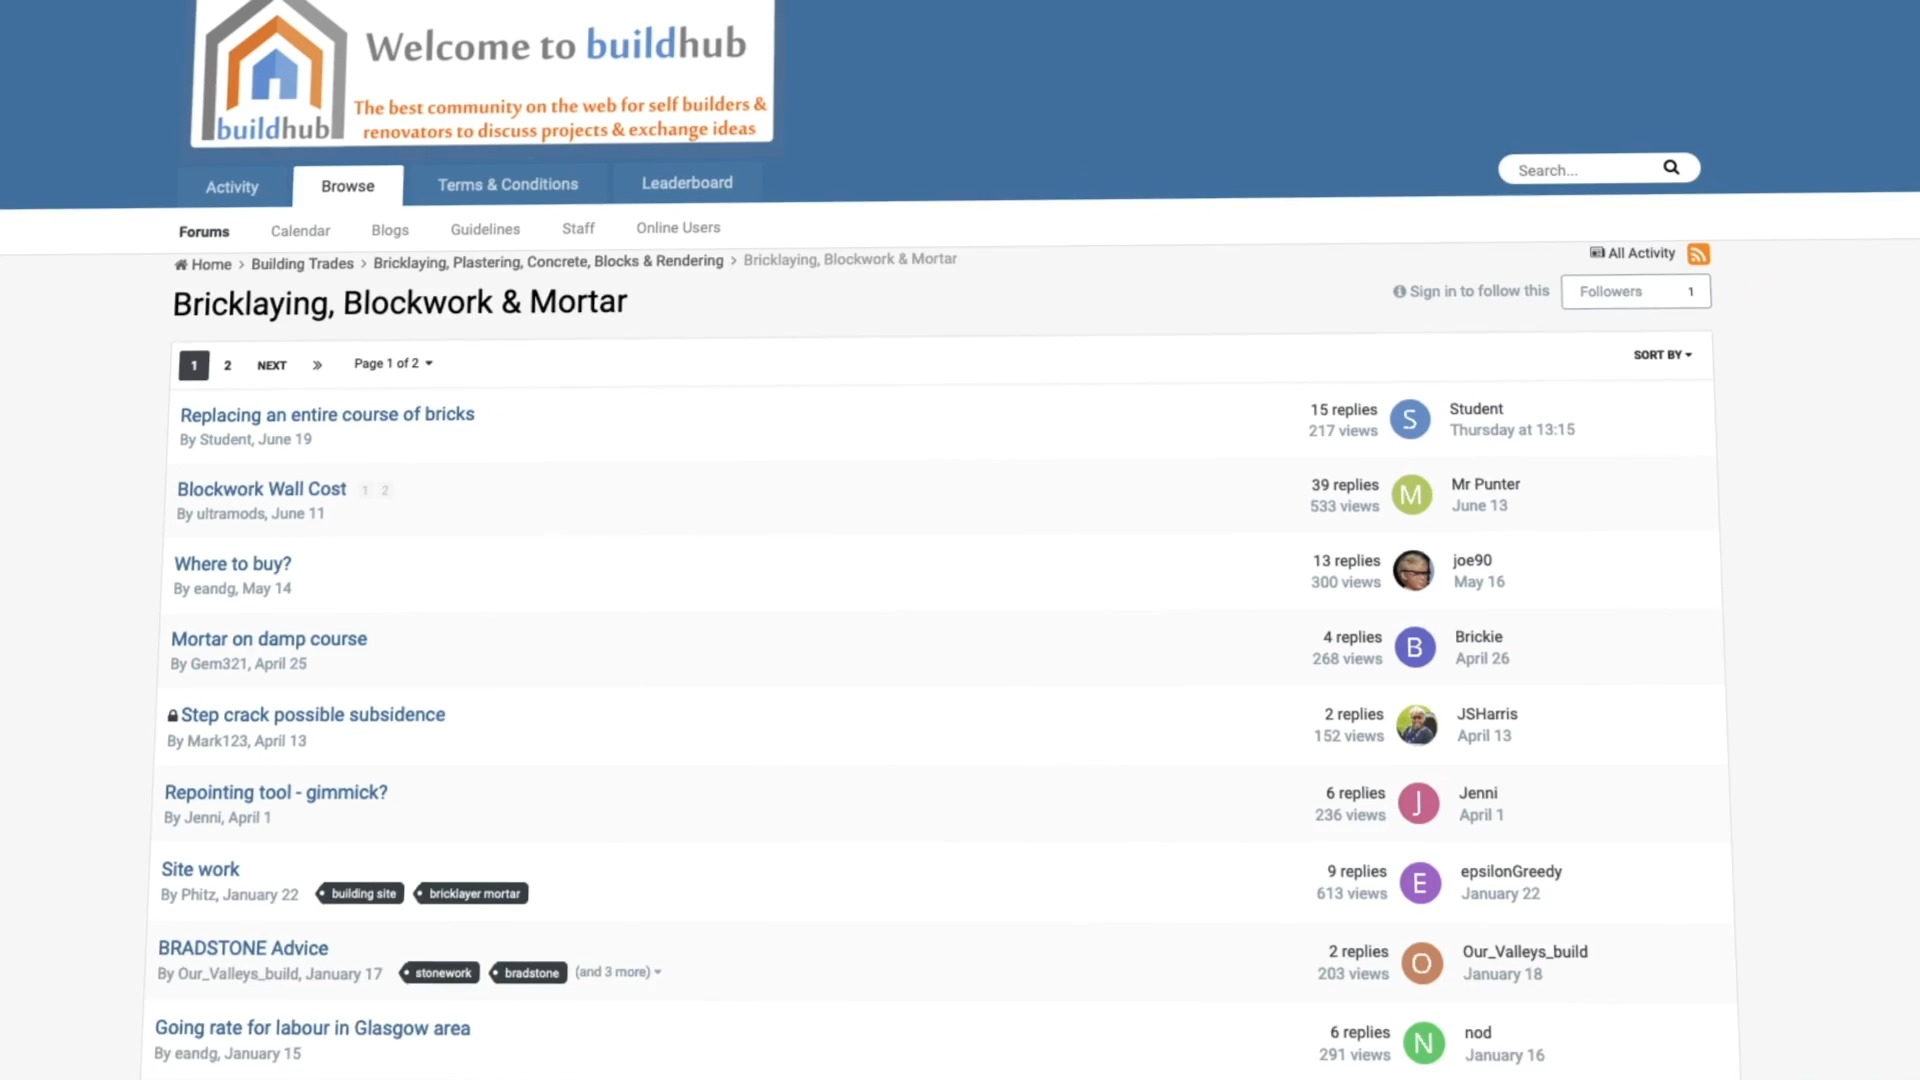 Welcome to buildhub
The best community on the web for self builders &
renovators to discuss projects & exchange ideas
buildhub
Activity
Browse
Terms & Conditions
Leaderboard
Search...
Forums
Calendar
Blogs
Guidelines
Staff
Online Users
Home > Building Trades > Bricklaying, Plastering, Concrete, Blocks & Rendering > Bricklaying, Blockwork & Mortar
All Activity
Bricklaying, Blockwork & Mortar
Sign in to follow this
Followers 1
1 2 NEXT » Page 1 of 2
SORT BY
Replacing an entire course of bricks
By Student, June 19
15 replies
217 views
S
Student
Thursday at 13:15
Blockwork Wall Cost 1 2
By ultramods, June 11
39 replies
533 views
M
Mr Punter
June 13
Where to buy?
By eandg, May 14
13 replies
300 views
joe90
May 16
Mortar on damp course
By Gem321, April 25
4 replies
268 views
B
Brickie
April 26
Step crack possible subsidence
By Mark123, April 13
2 replies
152 views
JSHarris
April 13
Repointing tool - gimmick?
By Jenni, April 1
6 replies
236 views
J
Jenni
April 1
Site work
By Phitz, January 22 building site bricklayer mortar
9 replies
613 views
E
epsilonGreedy
January 22
BRADSTONE Advice
By Our_Valleys_build, January 17 stonework bradstone (and 3 more)
2 replies
203 views
O
Our_Valleys_build
January 18
Going rate for labour in Glasgow area
By eandg, January 15
6 replies
291 views
N
nod
January 16